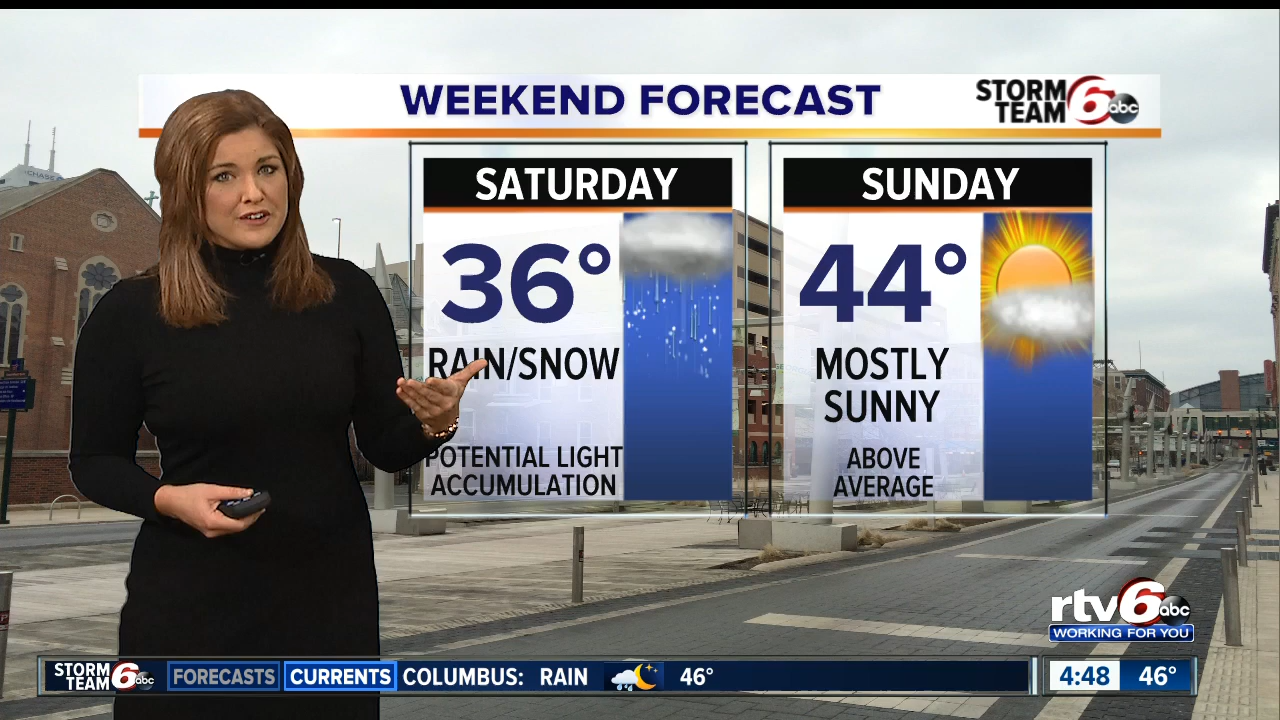 WEEKEND FORECAST
STORM
TEAM 6 abc
SATURDAY
36°
RAIN/SNOW
POTENTIAL LIGHT
ACCUMULATION
SUNDAY
44°
MOSTLY
SUNNY
ABOVE
AVERAGE
CHASE
rtv6 abc
WORKING FOR YOU
STORM
TEAM 6 abc
FORECASTS
CURRENTS
COLUMBUS: RAIN 46°
4:48 46°